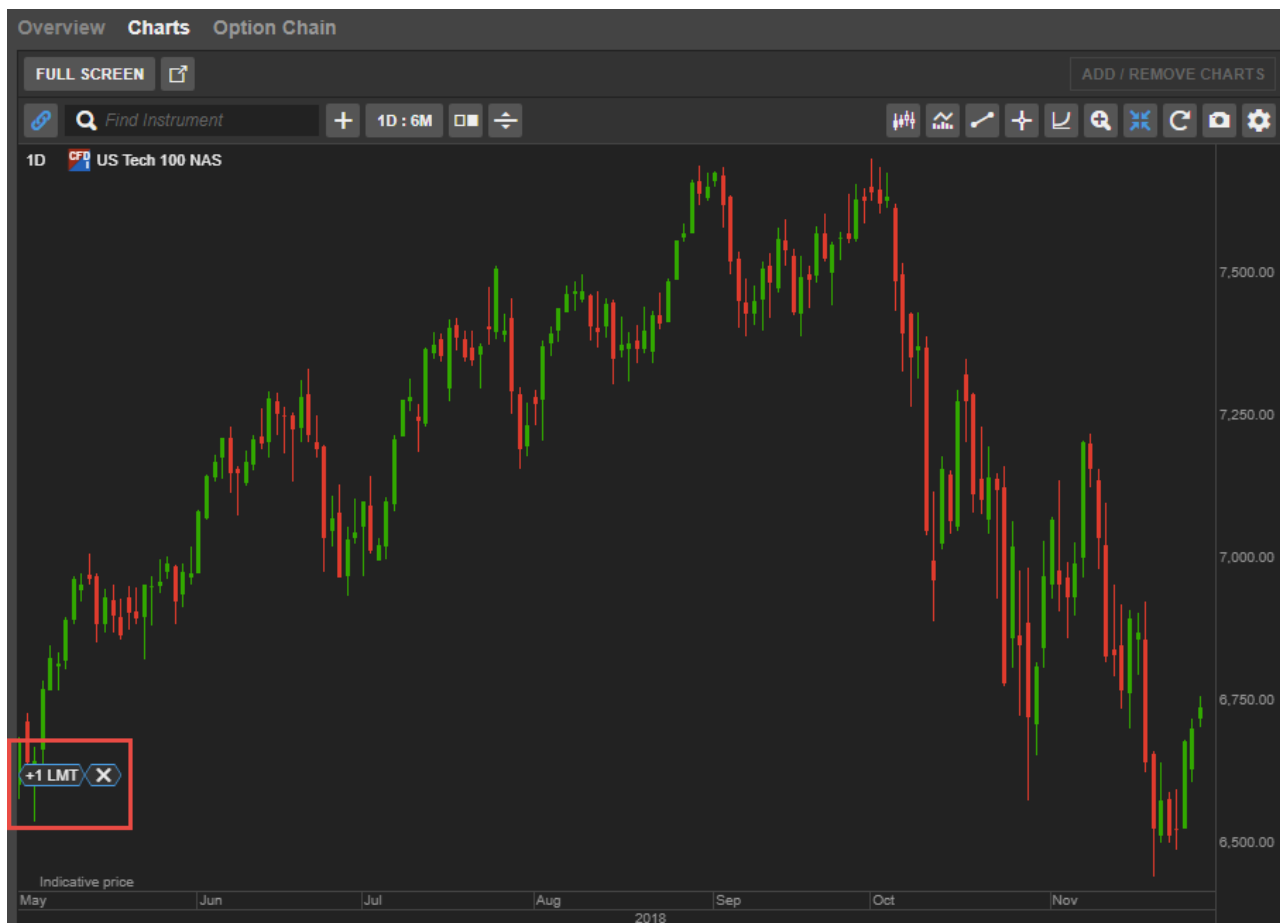 Overview Charts Option Chain
FULL SCREEN ADD / REMOVE CHARTS
Find Instrument 1D : 6M
1D CFD I US Tech 100 NAS
7,500.00
7,250.00
7,000.00
6,750.00
+1 LMT X
6,500.00
Indicative price
May Jun Jul Aug Sep Oct Nov
2018